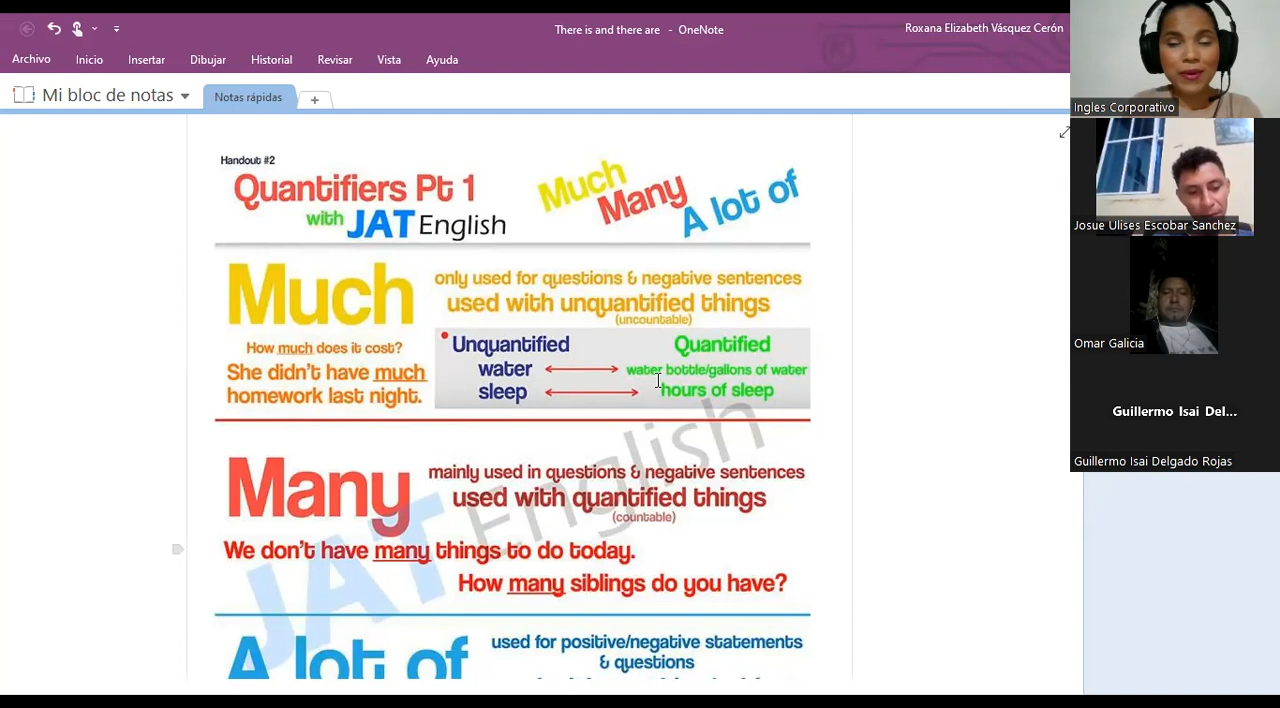 There is and there are - OneNote
Roxana Elizabeth Vásquez Cerón
Archivo Inicio Insertar Dibujar Historial Revisar Vista Ayuda
Mi bloc de notas
Notas rápidas
Handout #2
Quantifiers Pt 1
with JAT English
Much
Many
A lot of
Much
only used for questions & negative sentences
used with unquantified things
(uncountable)
How much does it cost?
She didn't have much
homework last night.
Unquantified Quantified
water water bottle/gallons of water
sleep hours of sleep
Many
mainly used in questions & negative sentences
used with quantified things
(countable)
We don't have many things to do today.
How many siblings do you have?
JAT English
A lot of
used for positive/negative statements
& questions
Ingles Corporativo
Josue Ulises Escobar Sanchez
Omar Galicia
Guillermo Isai Del...
Guillermo Isai Delgado Rojas